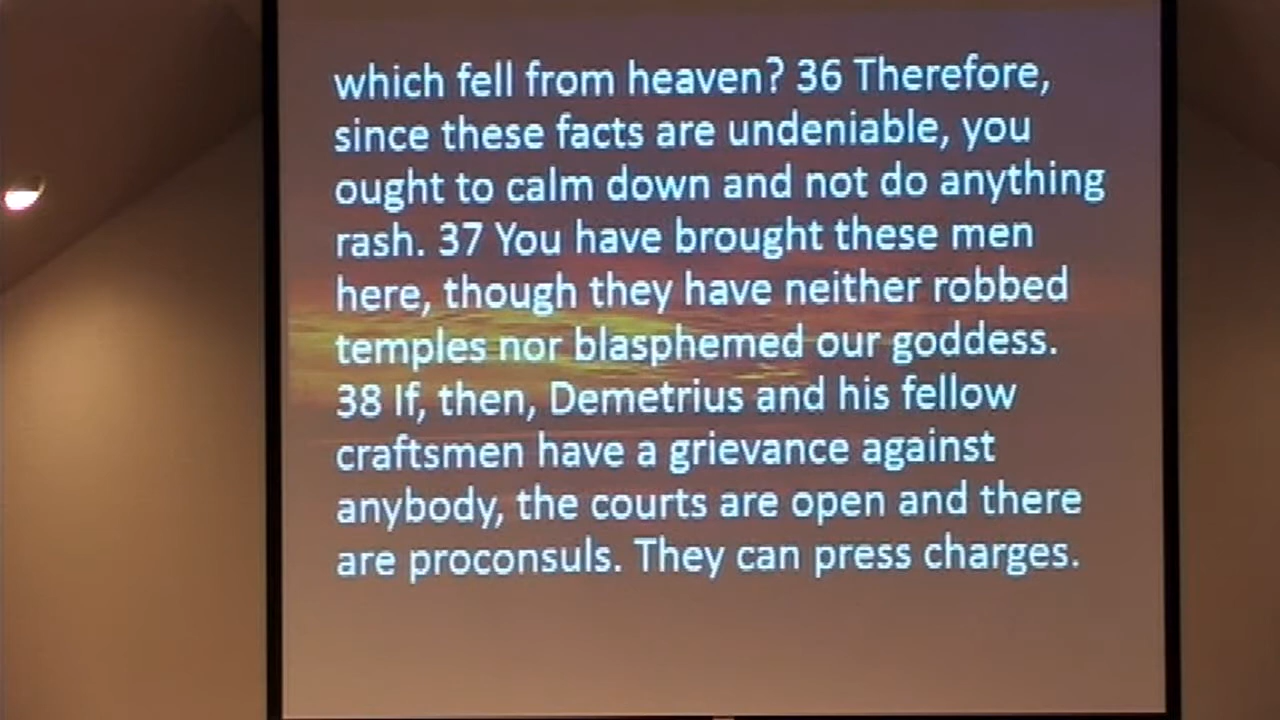 which fell from heaven? 36 Therefore,
since these facts are undeniable, you
ought to calm down and not do anything
rash. 37 You have brought these men
here, though they have neither robbed
temples nor blasphemed our goddess.
38 If, then, Demetrius and his fellow
craftsmen have a grievance against
anybody, the courts are open and there
are proconsuls. They can press charges.